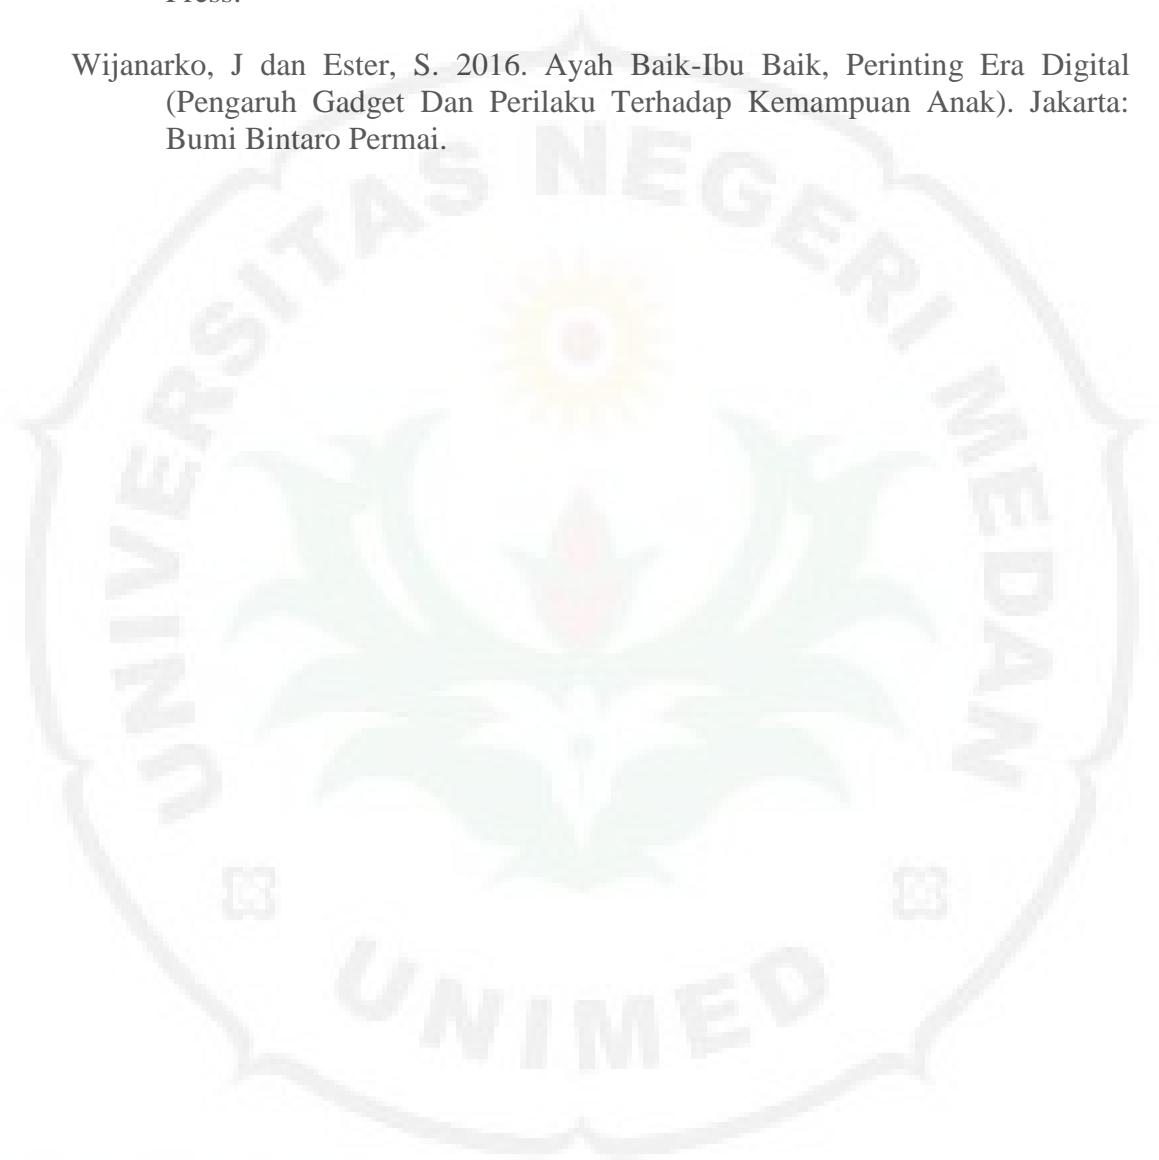 Press.
Wijanarko, J dan Ester, S. 2016. Ayah Baik-Ibu Baik, Perinting Era Digital
(Pengaruh Gadget Dan Perilaku Terhadap Kemampuan Anak). Jakarta:
Bumi Bintaro Permai.
UNIVERSITAS NEGERI MEDAN
UNIMED